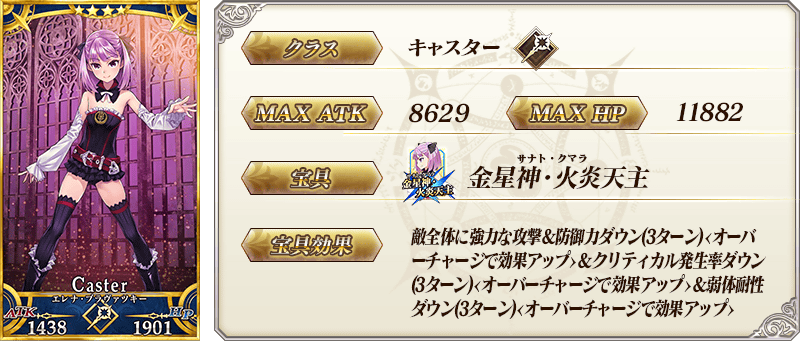 Caster
エレナ・ブラヴァツキー
ATK
1438
HP
1901
クラス
キャスター
MAX ATK
8629
MAX HP
11882
宝具
金星神・火炎天主
サナト・クマラ
金星神・火炎天主
宝具効果
敵全体に強力な攻撃&防御力ダウン(3ターン)<オーバ
ーチャージで効果アップ>&クリティカル発生率ダウン
(3ターン)<オーバーチャージで効果アップ>&弱体耐性
ダウン(3ターン)<オーバーチャージで効果アップ>